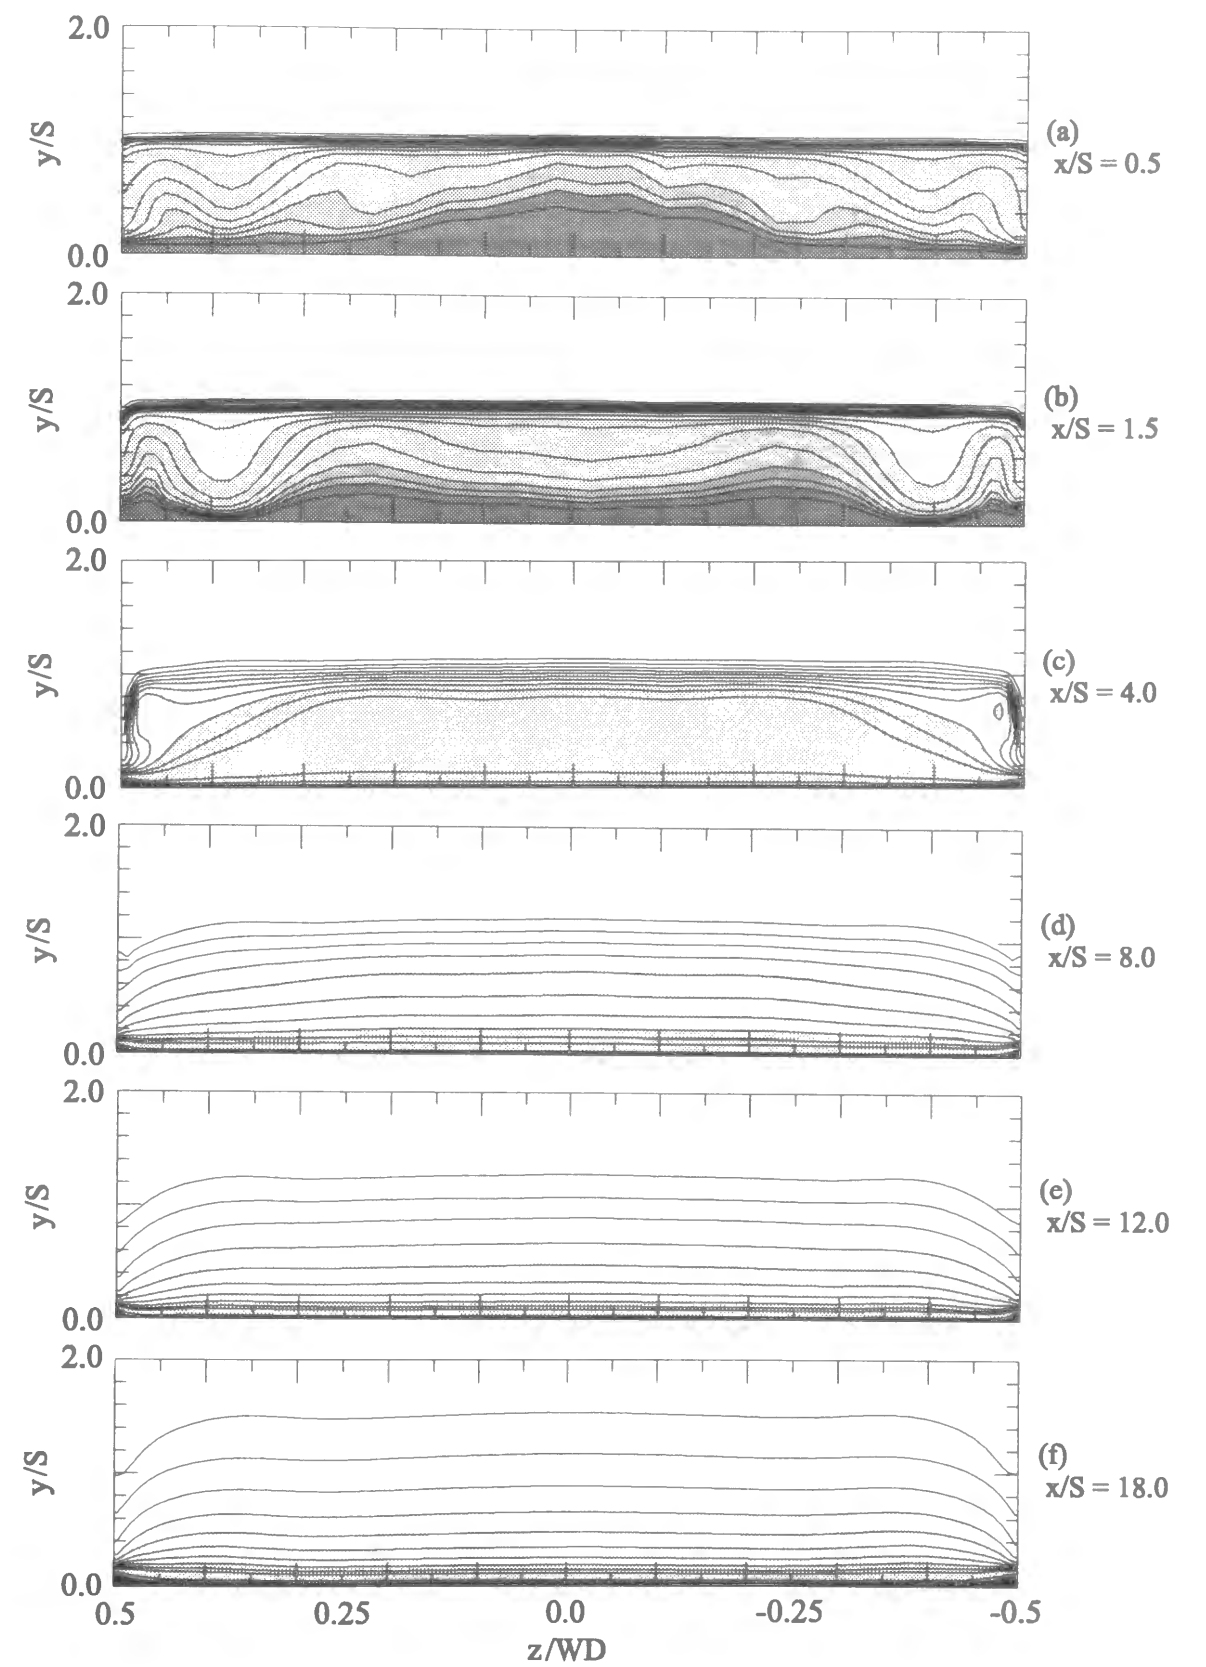 2.0
y/S
0.0
(a)
x/S = 0.5
2.0
y/S
0.0
(b)
x/S = 1.5
2.0
y/S
0.0
(c)
x/S = 4.0
2.0
y/S
0.0
(d)
x/S = 8.0
2.0
y/S
0.0
(e)
x/S = 12.0
2.0
y/S
0.0
(f)
x/S = 18.0
0.5 0.25 0.0 -0.25 -0.5
z/WD